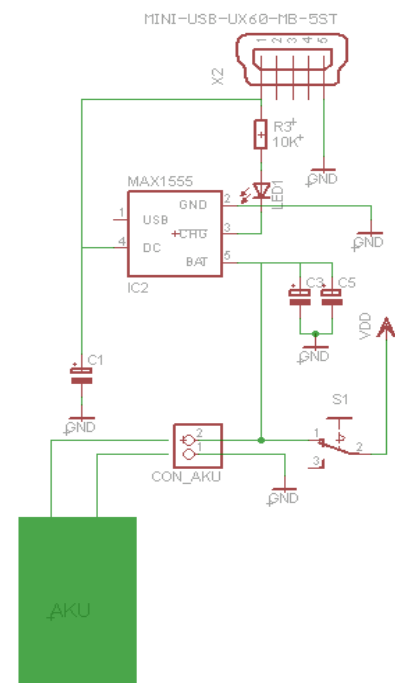 MINI-USB-UX60-MB-5ST
1 2 3 4 5
X2
R3
10K
GND
LED1
MAX1555
GND 2
1 USB
CHG 3
4 DC
BAT 5
GND
IC2
C3 C5
VDD
GND
C1
S1
GND
2
1
1 2
3
CON_AKU
GND
AKU